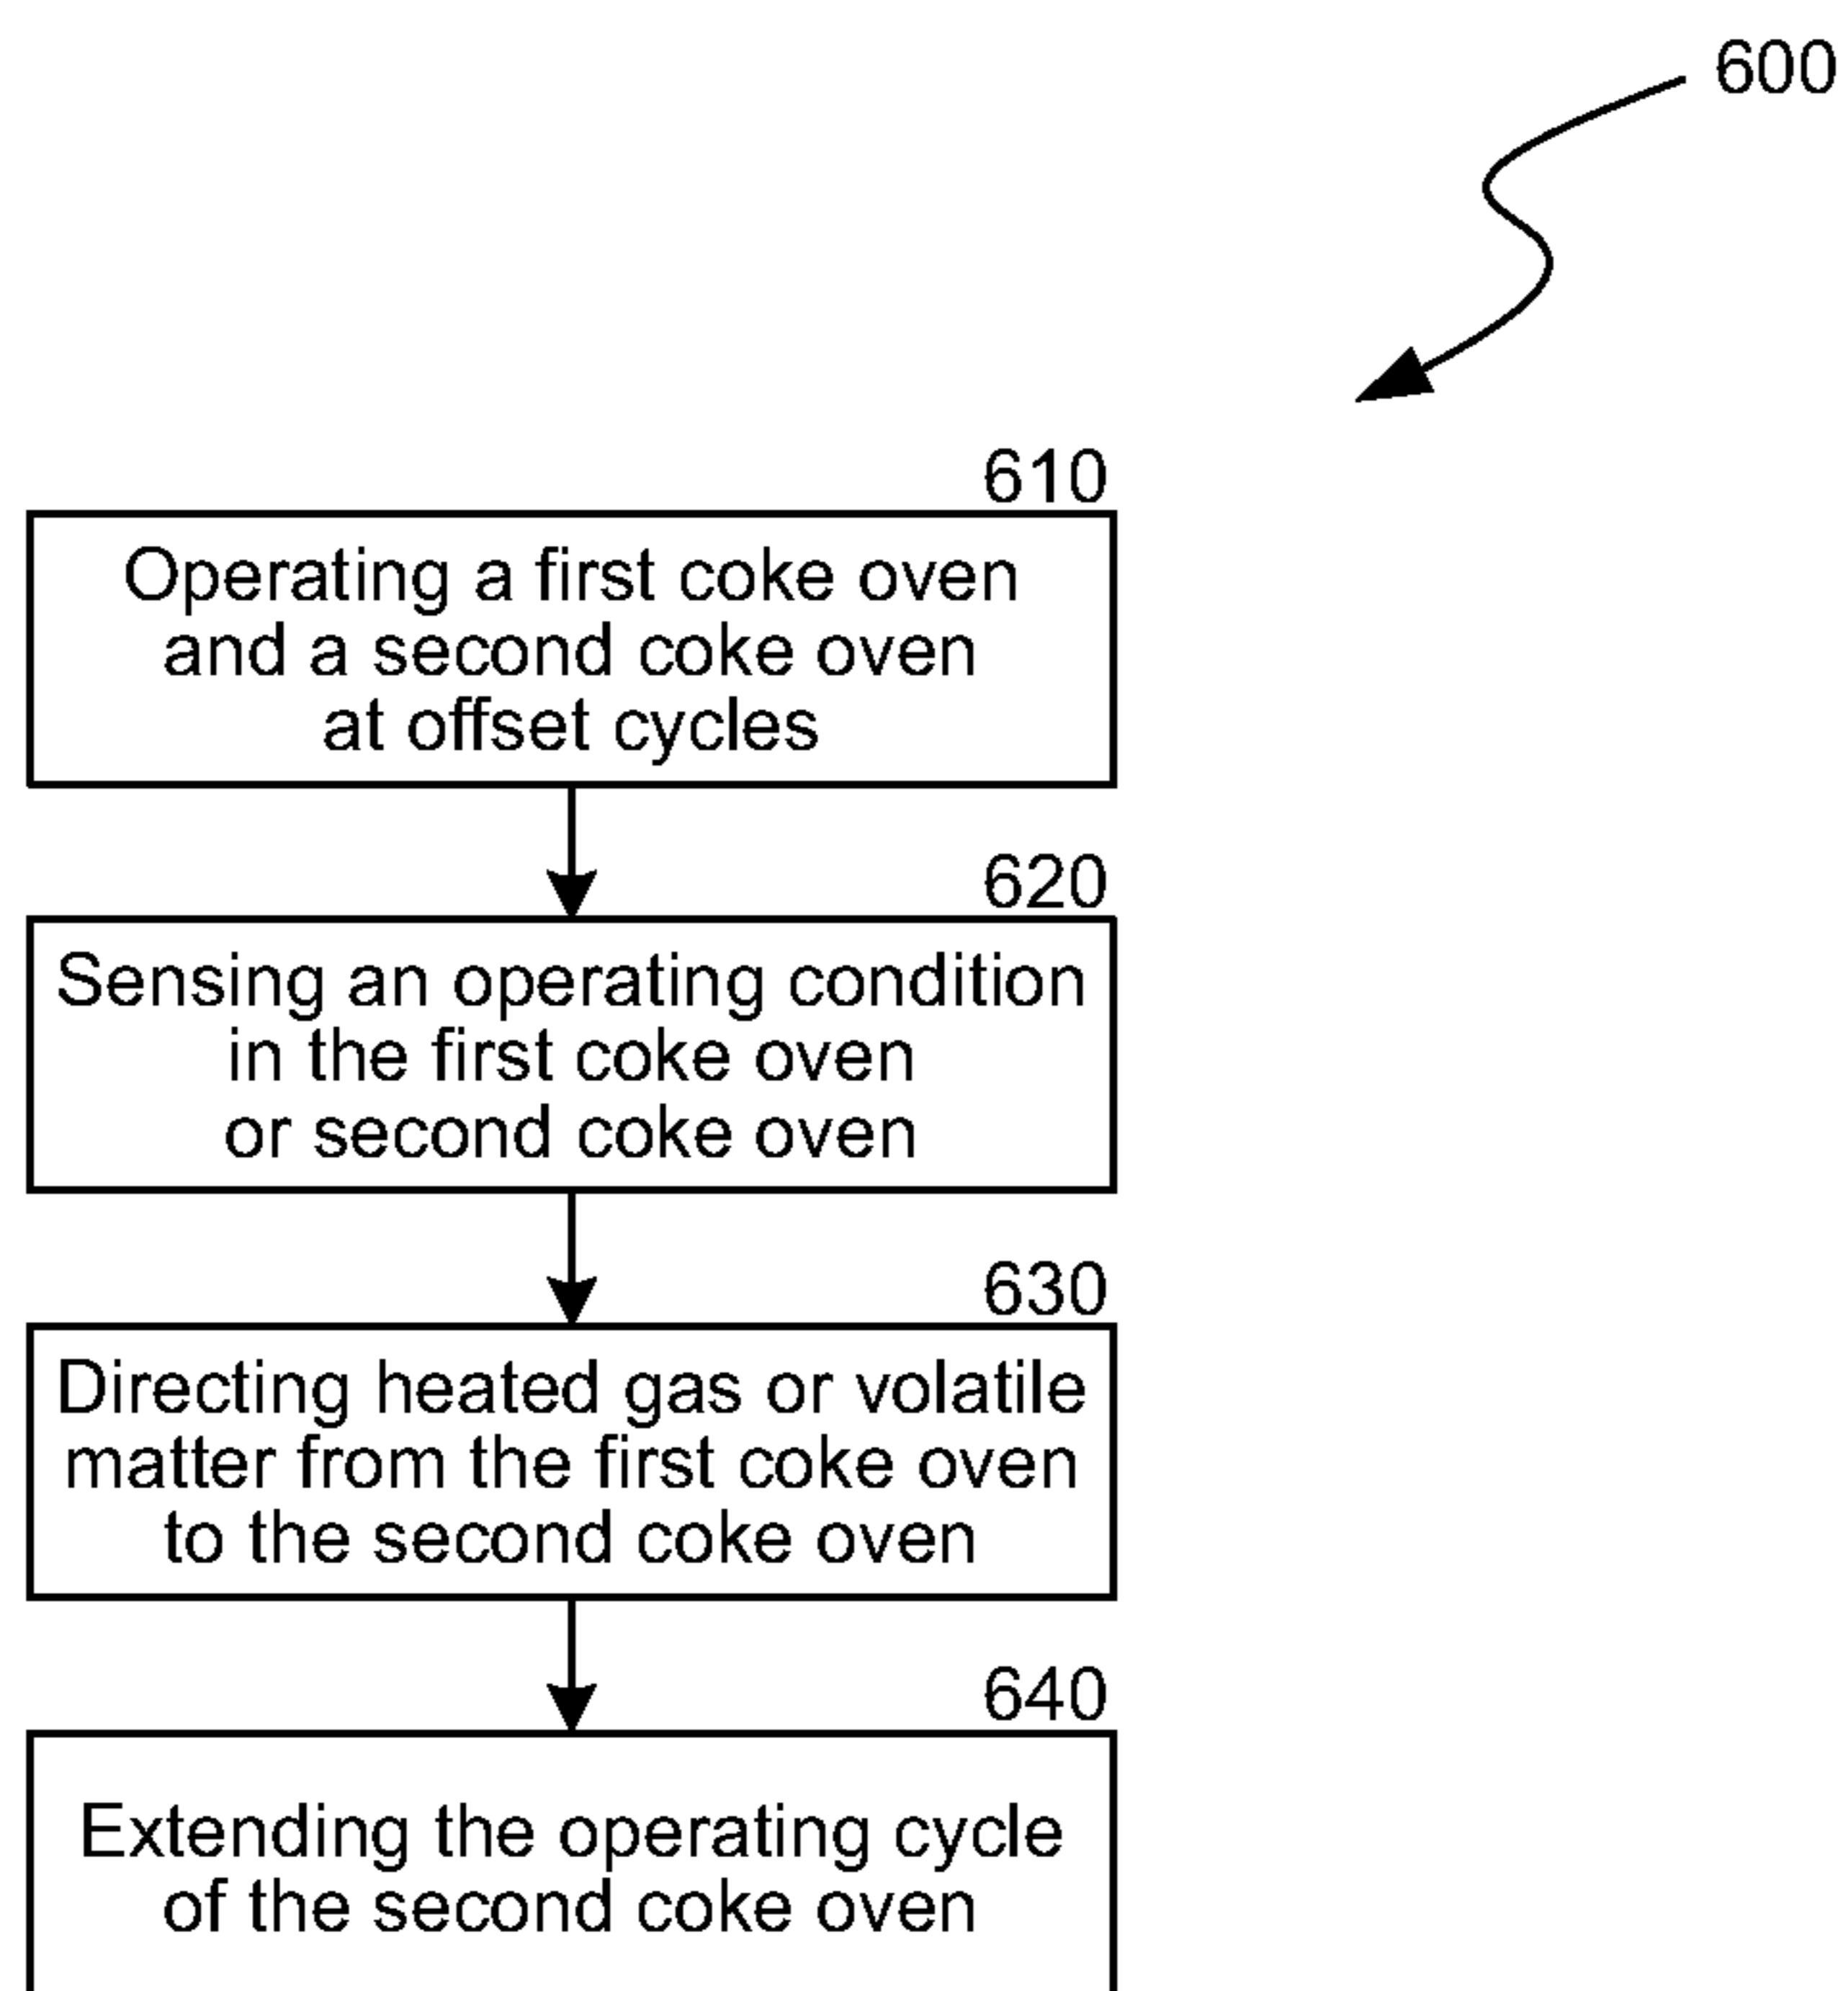 600
610
Operating a first coke oven
and a second coke oven
at offset cycles
620
Sensing an operating condition
in the first coke oven
or second coke oven
630
Directing heated gas or volatile
matter from the first coke oven
to the second coke oven
640
Extending the operating cycle
of the second coke oven